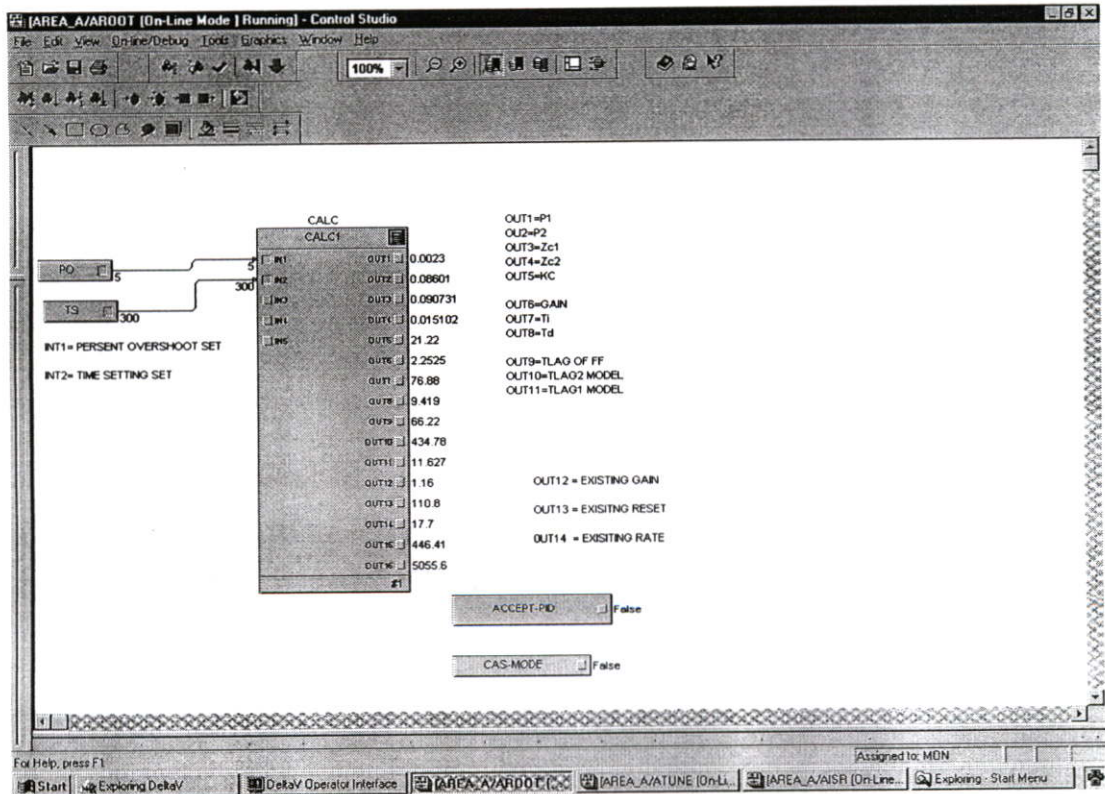 [AREA_A/AROOT [On-Line Mode ] Running] - Control Studio
File Edit View On-line/Debug Tools Graphics Window Help
100%
CALC
CALC1
PO
5
TS
300
INT1= PERSENT OVERSHOOT SET
INT2= TIME SETTING SET
5 IN1
300 IN2
IN3
IN4
IN5
OUT1 0.0023
OUT2 0.08601
OUT3 0.090731
OUT4 0.015102
OUT5 21.22
OUT6 2.2525
OUT7 76.88
OUT8 9.419
OUT9 66.22
OUT10 434.78
OUT11 11.627
OUT12 1.16
OUT13 110.8
OUT14 17.7
OUT15 446.41
OUT16 5055.6
#1
OUT1=P1
OU2=P2
OUT3=Zc1
OUT4=Zc2
OUT5=KC
OUT6=GAIN
OUT7=Ti
OUT8=Td
OUT9=TLAG OF FF
OUT10=TLAG2 MODEL
OUT11=TLAG1 MODEL
OUT12 = EXISTING GAIN
OUT13 = EXISITNG RESET
OUT14 = EXISITING RATE
ACCEPT-PID False
CAS-MODE False
For Help, press F1
Assigned to: MON
Start Exploring DeltaV DeltaV Operator Interface [AREA_A/AROOT (... [AREA_A/ATUNE (On-Li... [AREA_A/AISR (On-Line... Exploring - Start Menu